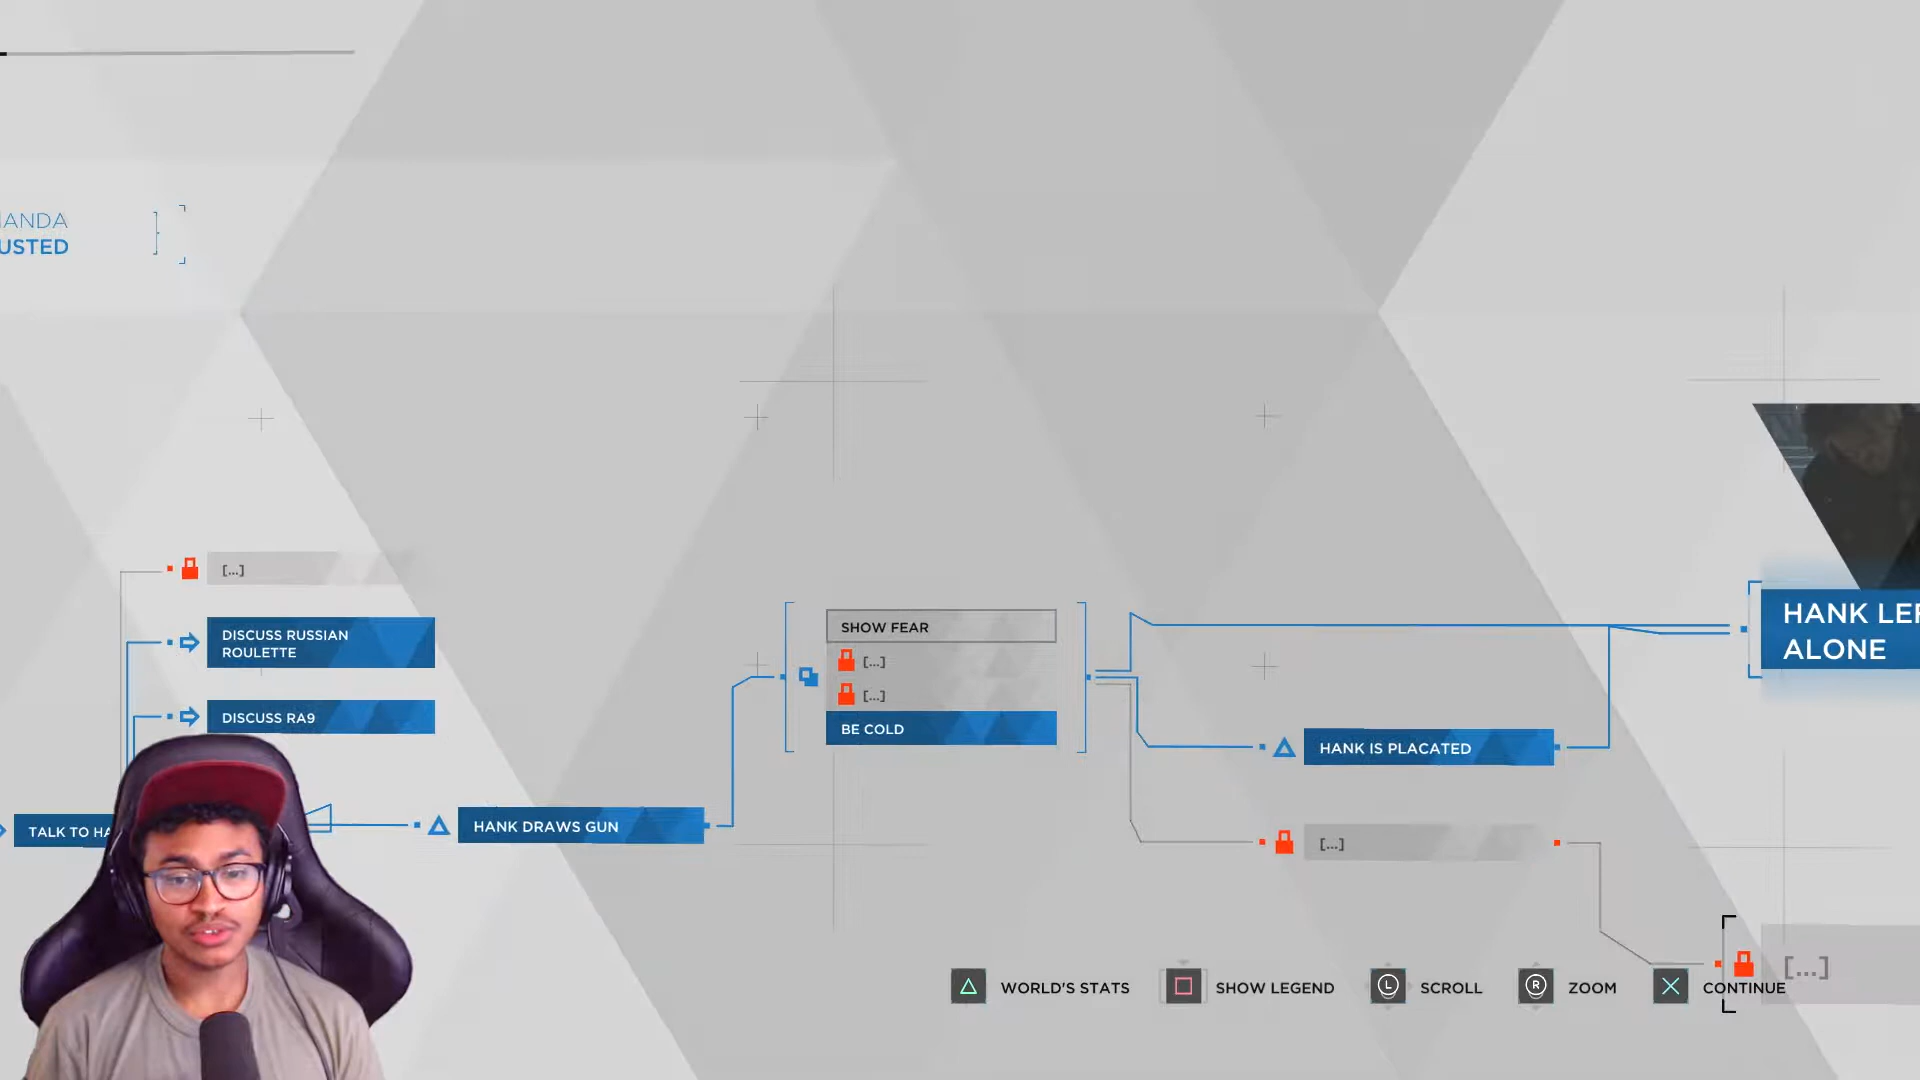 ANDA
USTED
[...]
DISCUSS RUSSIAN
ROULETTE
DISCUSS RA9
TALK TO HA
HANK DRAWS GUN
SHOW FEAR
[...]
[...]
BE COLD
HANK IS PLACATED
[...]
HANK LEF
ALONE
[...]
WORLD'S STATS
SHOW LEGEND
L
SCROLL
R
ZOOM
CONTINUE